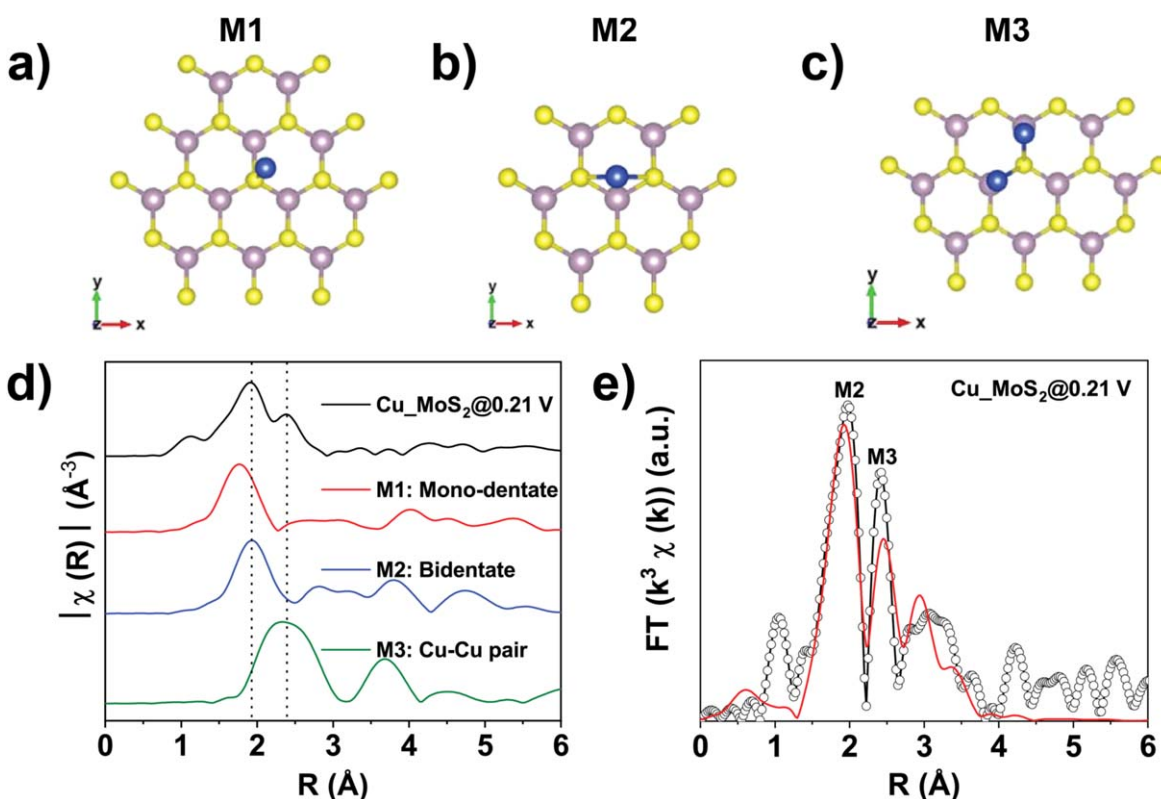 M1
M2
M3
a)
b)
c)
y
z
x
y
z
x
y
z
x
d)
| χ (R) | (Å⁻³)
Cu_MoS₂@0.21 V
M1: Mono-dentate
M2: Bidentate
M3: Cu-Cu pair
0 1 2 3 4 5 6
R (Å)
e)
FT (k³ χ (k)) (a.u.)
M2
Cu_MoS₂@0.21 V
M3
0 1 2 3 4 5 6
R (Å)